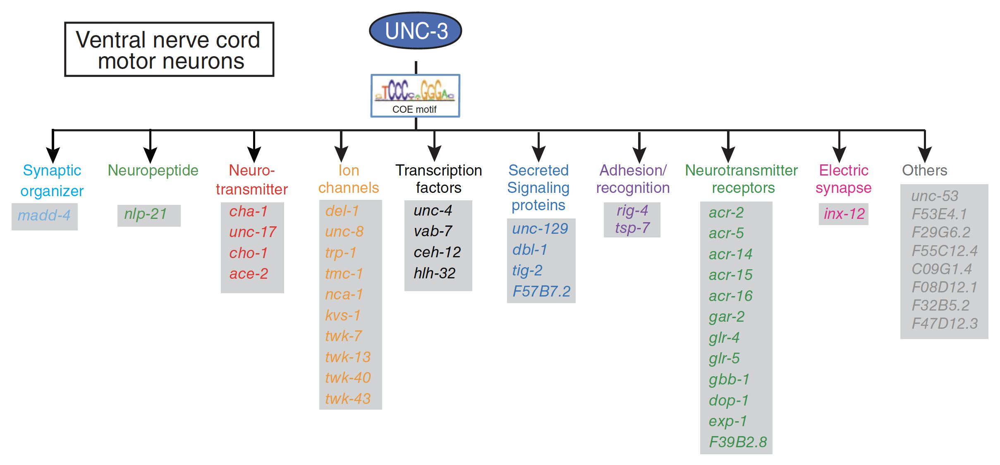 Ventral nerve cord
motor neurons
UNC-3
TCCC GGGA
COE motif
Synaptic
organizer
madd-4
Neuropeptide
nlp-21
Neuro-
transmitter
cha-1
unc-17
cho-1
ace-2
Ion
channels
del-1
unc-8
trp-1
tmc-1
nca-1
kvs-1
twk-7
twk-13
twk-40
twk-43
Transcription
factors
unc-4
vab-7
ceh-12
hlh-32
Secreted
Signaling
proteins
unc-129
dbl-1
tig-2
F57B7.2
Adhesion/
recognition
rig-4
tsp-7
Neurotransmitter
receptors
acr-2
acr-5
acr-14
acr-15
acr-16
gar-2
glr-4
glr-5
gbb-1
dop-1
exp-1
F39B2.8
Electric
synapse
inx-12
Others
unc-53
F53E4.1
F29G6.2
F55C12.4
C09G1.4
F08D12.1
F32B5.2
F47D12.3